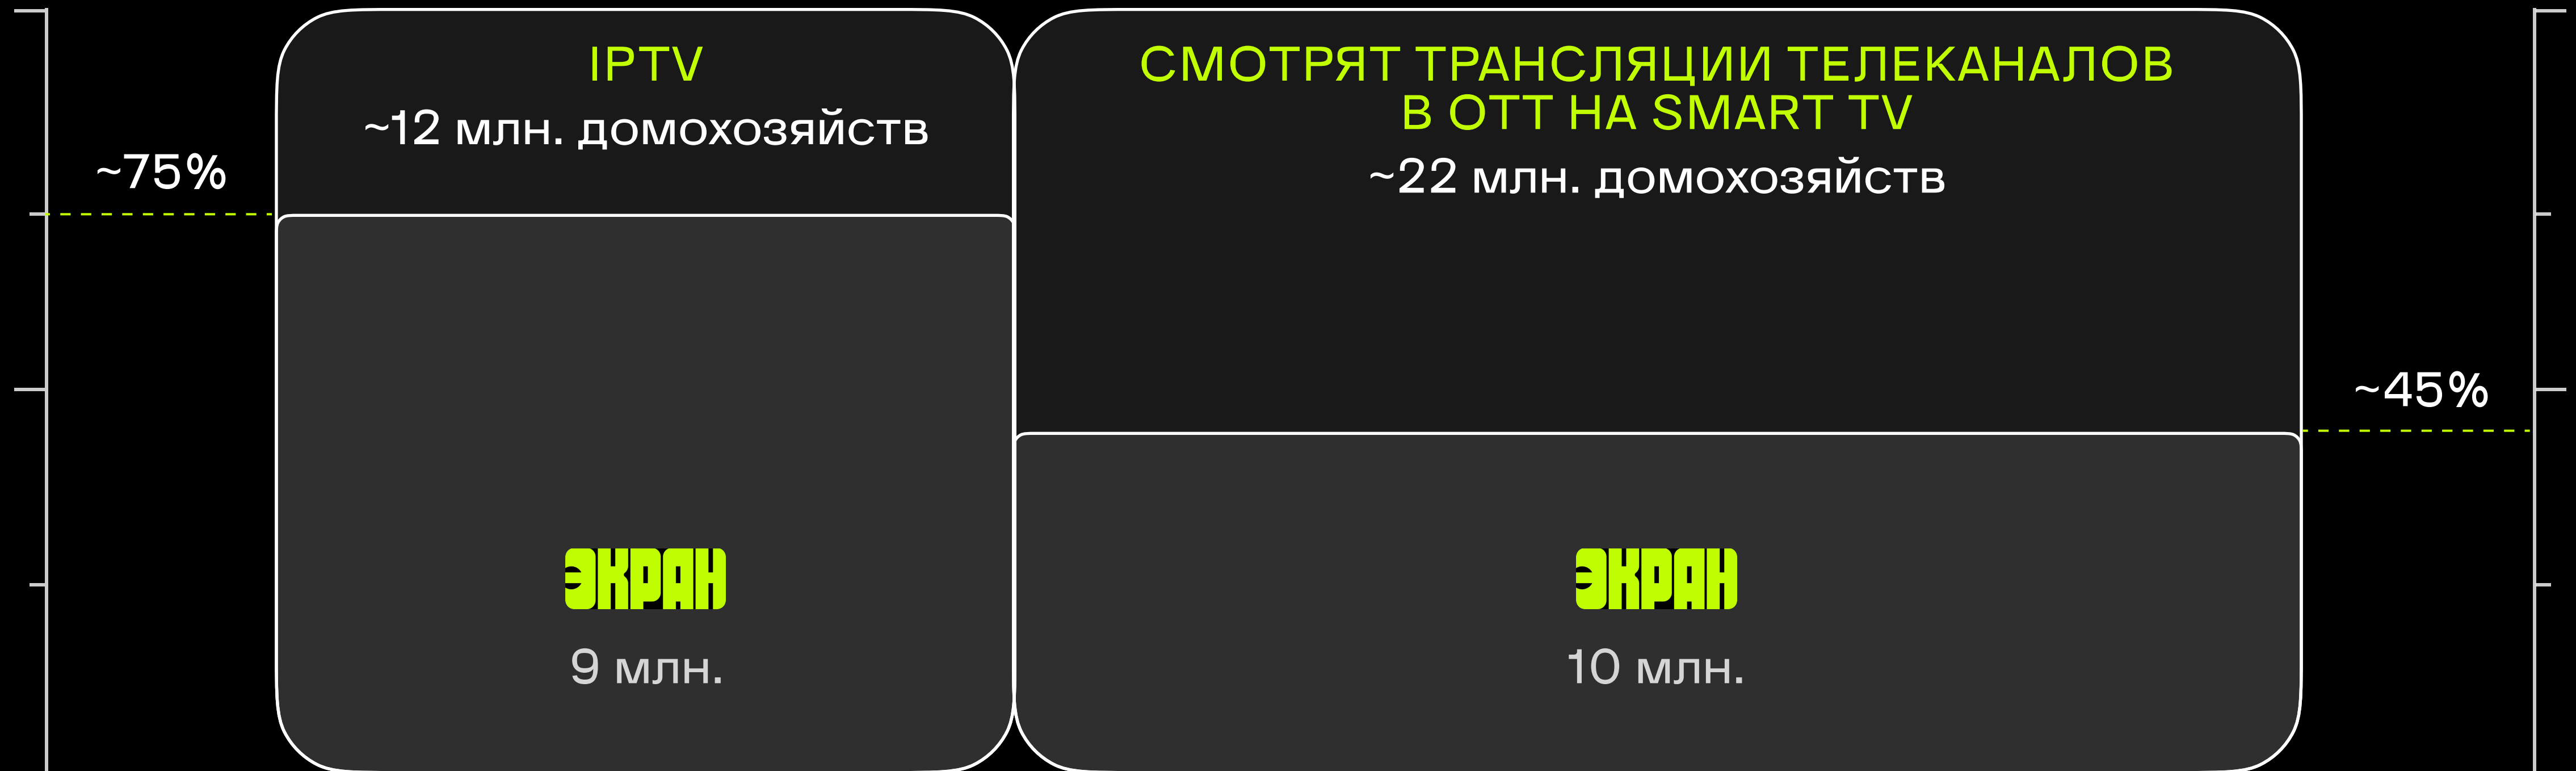 IPTV
~12 млн. домохозяйств
~75%
СМОТРЯТ ТРАНСЛЯЦИИ ТЕЛЕКАНАЛОВ
В ОТТ НА SMART TV
~22 млн. домохозяйств
~45%
ЭКРАН
9 млн.
ЭКРАН
10 млн.